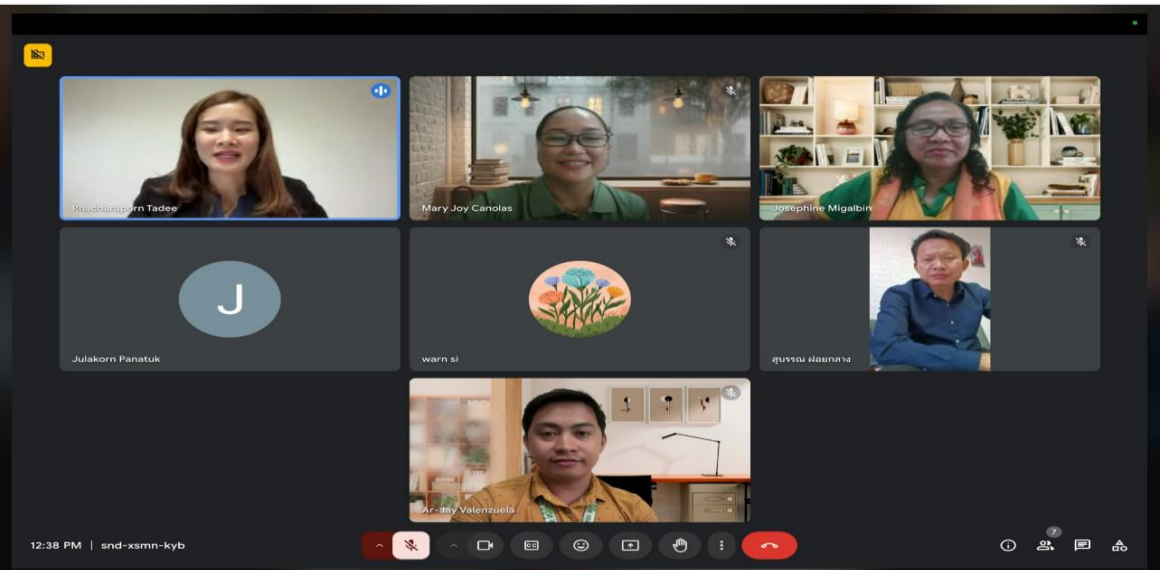 Phacharaporn Tadee
Mary Joy Canolas
Josephine Migalbin
J
Julakorn Panatuk
warn si
สุบรรณ ฝอยกลาง
Ar-Jay Valenzuela
12:38 PM | snd-xsmn-kyb
CC
7